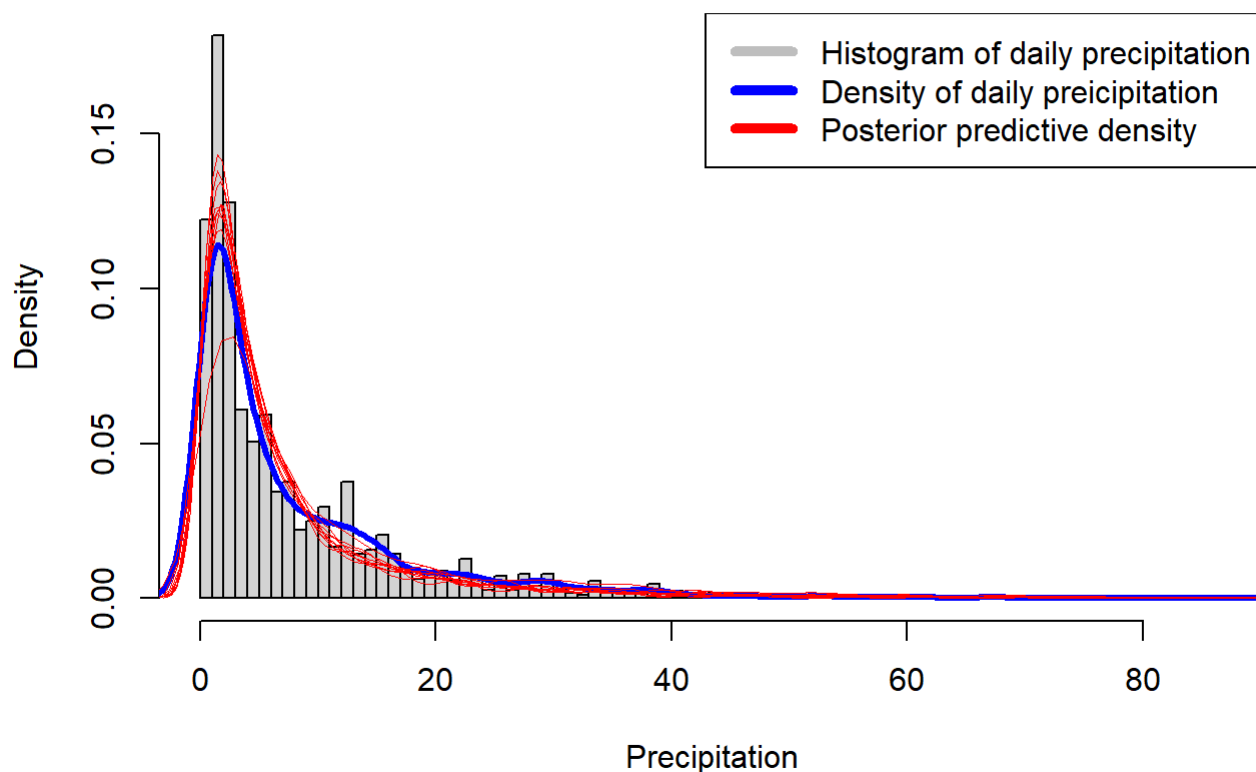 Histogram of daily precipitation
Density of daily preicipitation
Posterior predictive density
Density
0.15
0.10
0.05
0.00
0 20 40 60 80
Precipitation